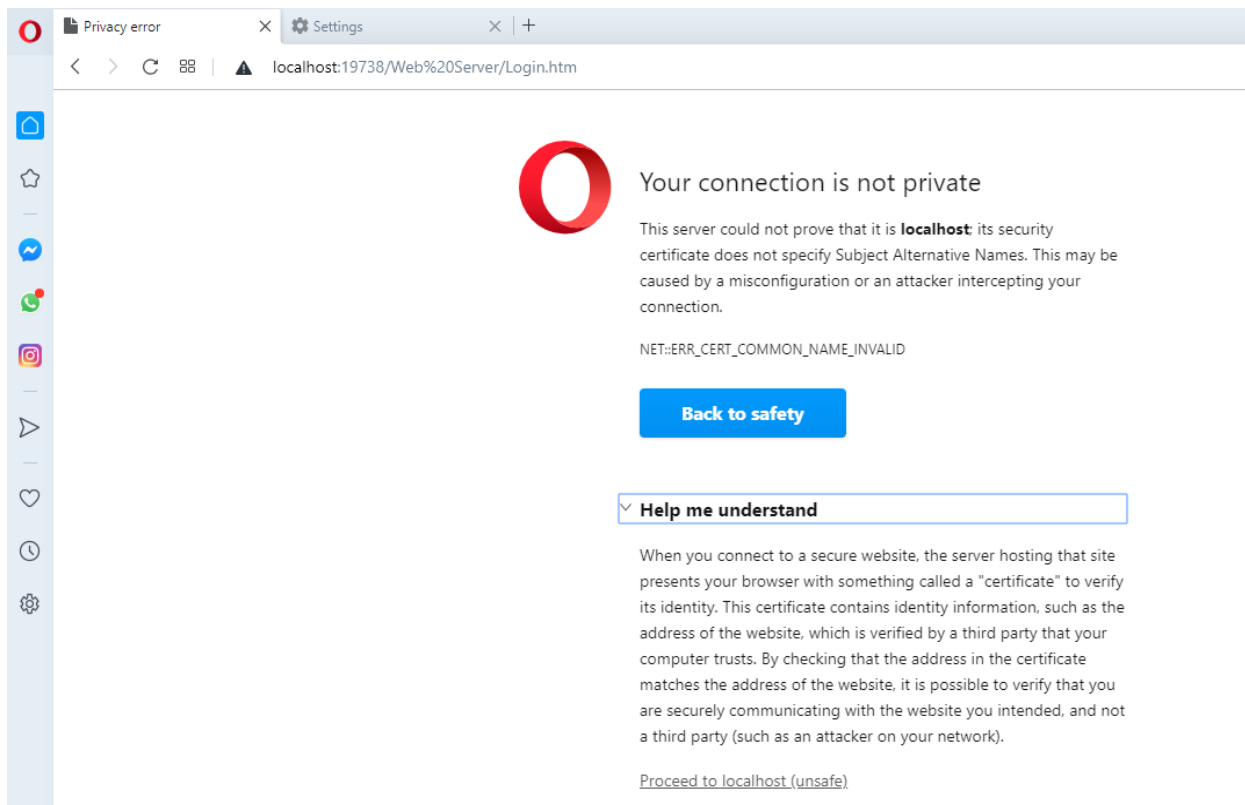 Privacy error
Settings
localhost:19738/Web%20Server/Login.htm
Your connection is not private
This server could not prove that it is localhost; its security
certificate does not specify Subject Alternative Names. This may be
caused by a misconfiguration or an attacker intercepting your
connection.
NET::ERR_CERT_COMMON_NAME_INVALID
Back to safety
Help me understand
When you connect to a secure website, the server hosting that site
presents your browser with something called a "certificate" to verify
its identity. This certificate contains identity information, such as the
address of the website, which is verified by a third party that your
computer trusts. By checking that the address in the certificate
matches the address of the website, it is possible to verify that you
are securely communicating with the website you intended, and not
a third party (such as an attacker on your network).
Proceed to localhost (unsafe)